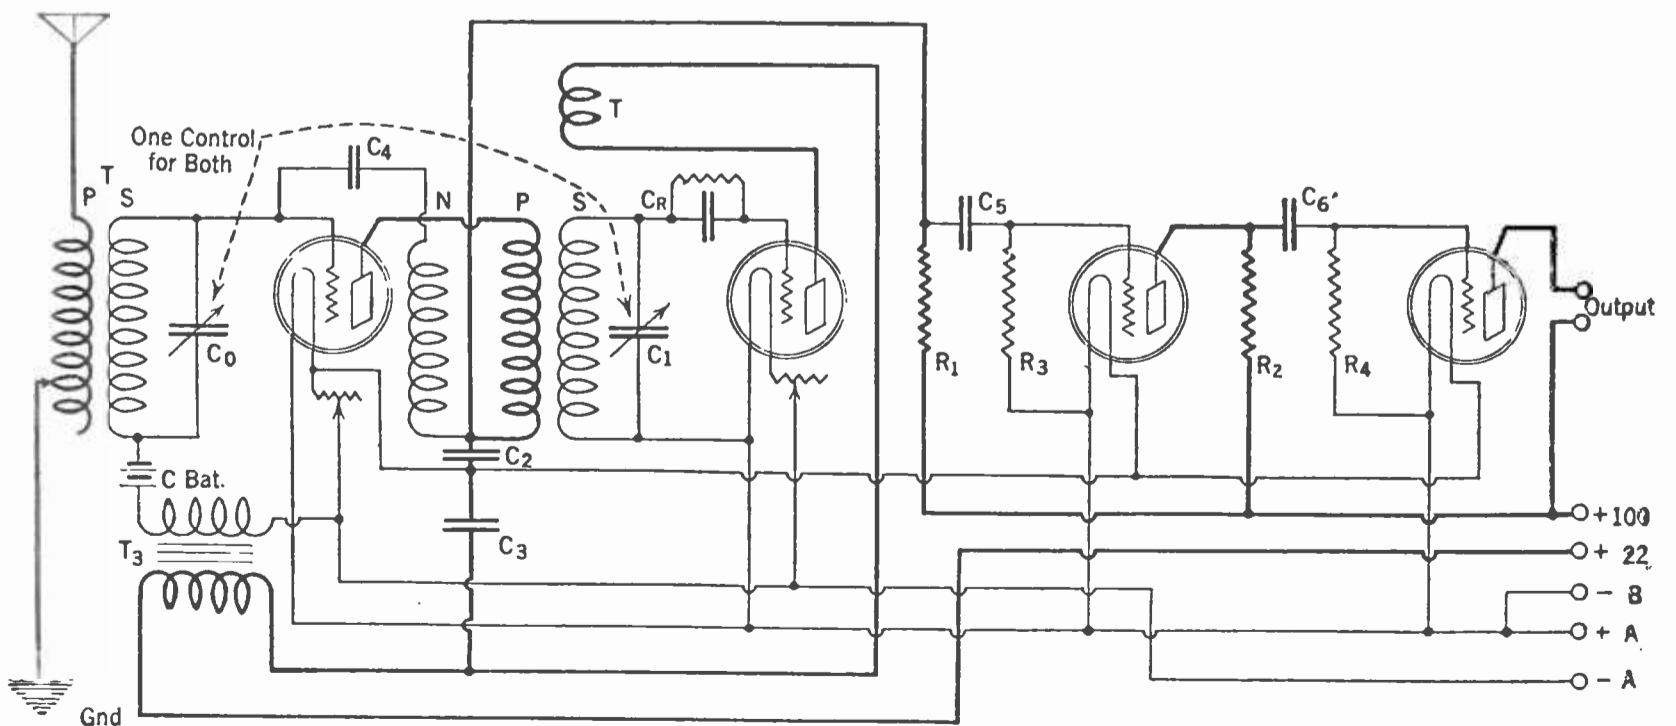 One Control
for Both
C4
T
P S
N
P
S
T
CR
C5
C6
C0
C1
R1
R3
R2
R4
Output
C2
C Bat.
C3
T3
+100
+ 22
- B
+ A
- A
Gnd